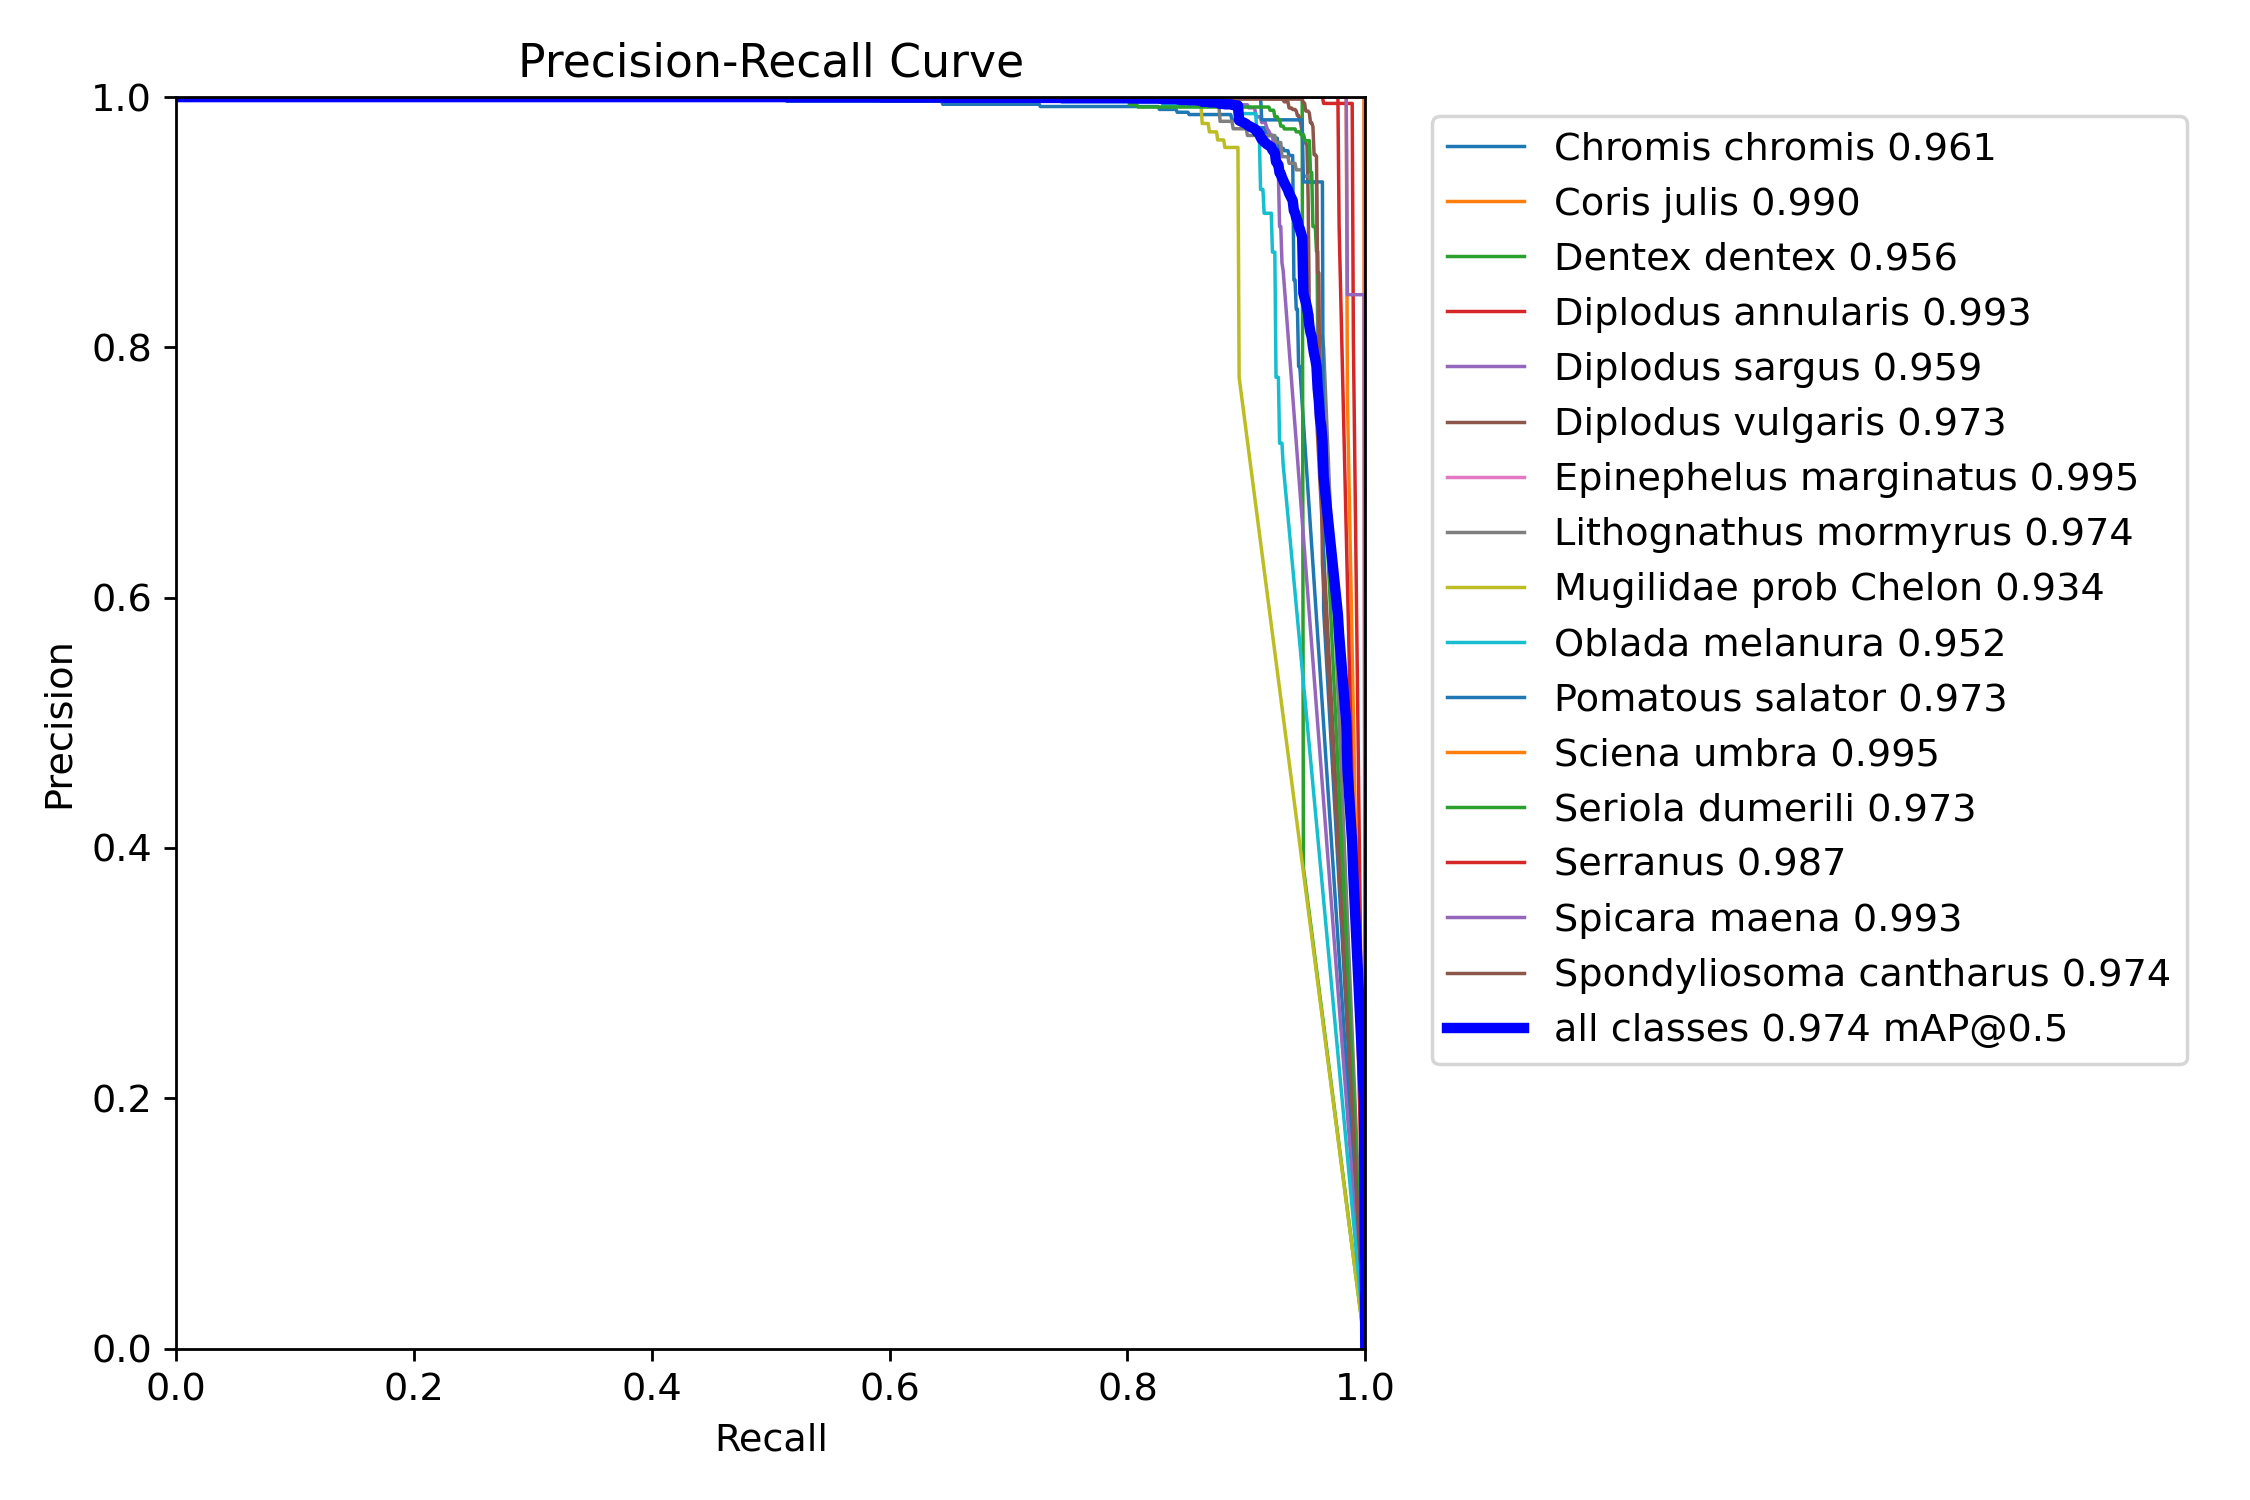 Precision-Recall Curve
1.0
0.8
0.6
0.4
0.2
0.0
Precision
0.0 0.2 0.4 0.6 0.8 1.0
Recall
Chromis chromis 0.961
Coris julis 0.990
Dentex dentex 0.956
Diplodus annularis 0.993
Diplodus sargus 0.959
Diplodus vulgaris 0.973
Epinephelus marginatus 0.995
Lithognathus mormyrus 0.974
Mugilidae prob Chelon 0.934
Oblada melanura 0.952
Pomatous salator 0.973
Sciena umbra 0.995
Seriola dumerili 0.973
Serranus 0.987
Spicara maena 0.993
Spondyliosoma cantharus 0.974
all classes 0.974 mAP@0.5